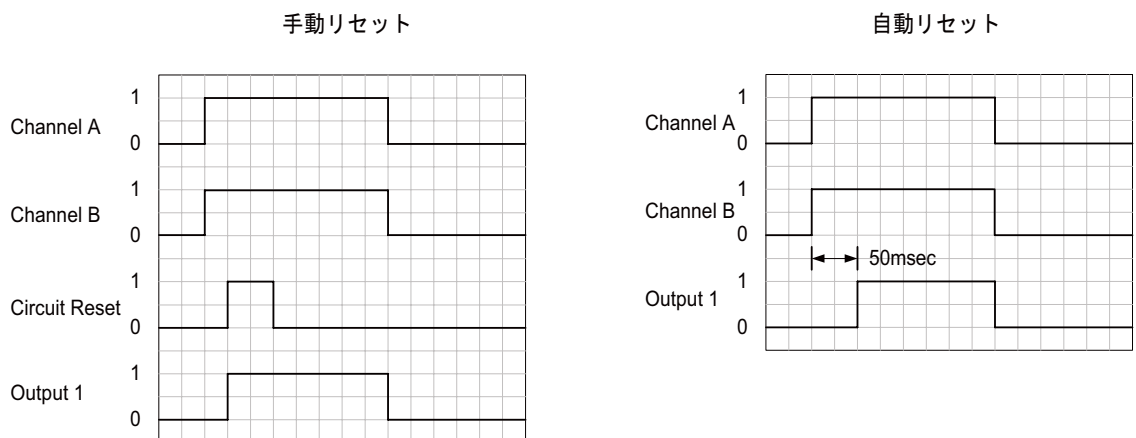 手動リセット
Channel A
1
0
Channel B
1
0
Circuit Reset
1
0
Output 1
1
0
自動リセット
Channel A
1
0
Channel B
1
0
50msec
Output 1
1
0